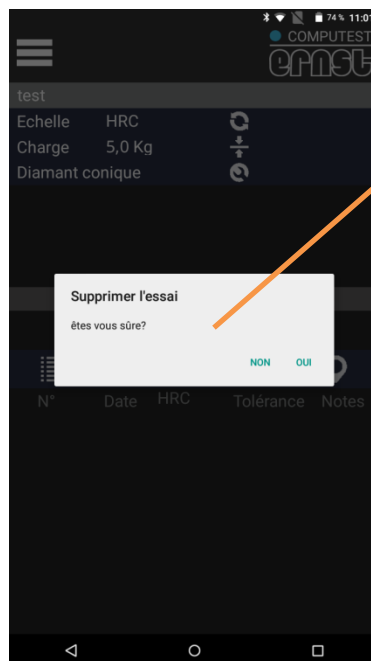 74 % 11:01
COMPUTEST
ernst
test
Echelle HRC
Charge 5,0 Kg
Diamant conique
Supprimer l'essai
êtes vous sûre?
NON OUI
N° Date HRC Tolérance Notes